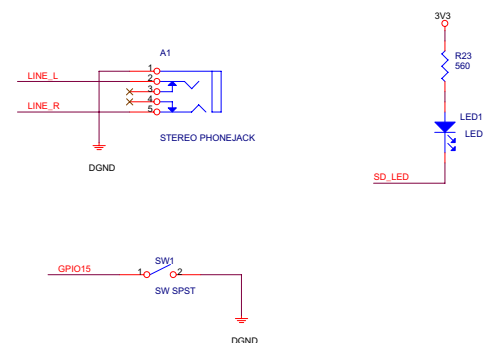 3V3
A1
R23
560
1
LINE_L
2
3
4
LINE_R
5
LED1
LED
STEREO PHONEJACK
DGND
SD_LED
SW1
GPIO15
1
2
SW SPST
DGND